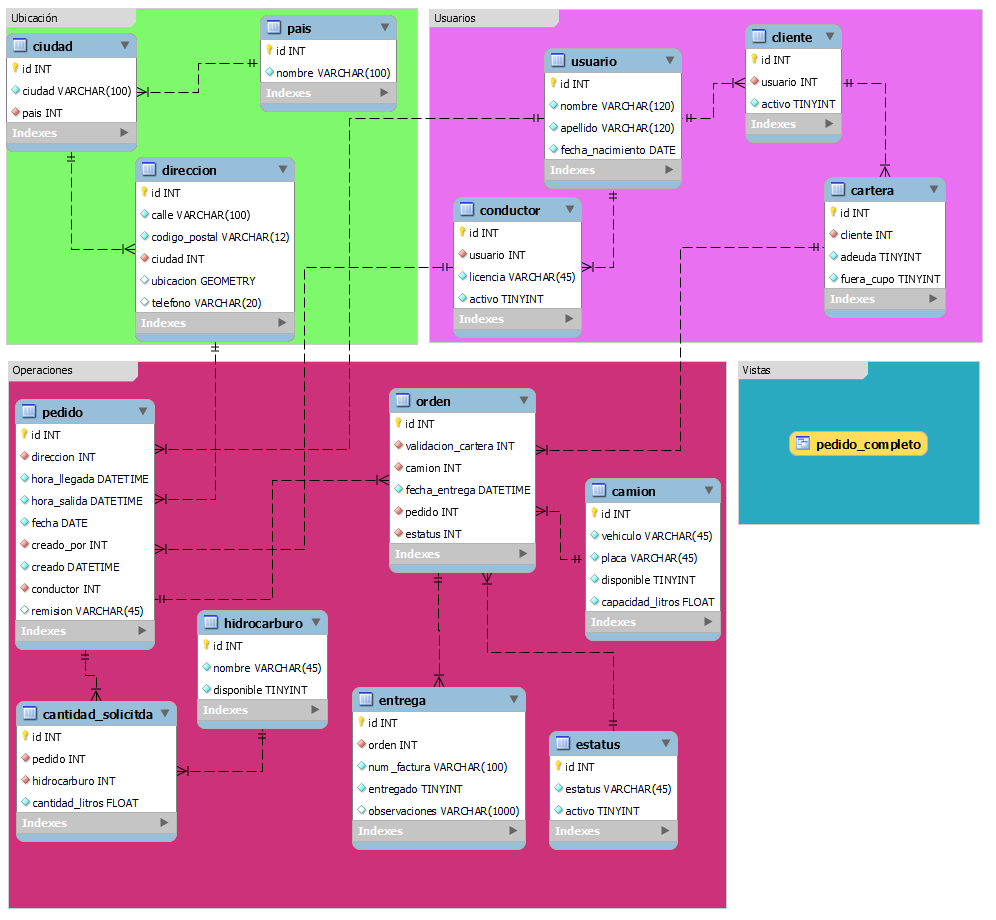 Ubicación
ciudad
id INT
ciudad VARCHAR(100)
pais INT
Indexes
pais
id INT
nombre VARCHAR(100)
Indexes
direccion
id INT
calle VARCHAR(100)
codigo_postal VARCHAR(12)
ciudad INT
ubicacion GEOMETRY
telefono VARCHAR(20)
Indexes
Usuarios
usuario
id INT
nombre VARCHAR(120)
apellido VARCHAR(120)
fecha_nacimiento DATE
Indexes
cliente
id INT
usuario INT
activo TINYINT
Indexes
conductor
id INT
usuario INT
licencia VARCHAR(45)
activo TINYINT
Indexes
cartera
id INT
cliente INT
adeuda TINYINT
fuera_cupo TINYINT
Indexes
Operaciones
pedido
id INT
direccion INT
hora_llegada DATETIME
hora_salida DATETIME
fecha DATE
creado_por INT
creado DATETIME
conductor INT
remision VARCHAR(45)
Indexes
orden
id INT
validacion_cartera INT
camion INT
fecha_entrega DATETIME
pedido INT
estatus INT
Indexes
camion
id INT
vehiculo VARCHAR(45)
placa VARCHAR(45)
disponible TINYINT
capacidad_litros FLOAT
Indexes
hidrocarburo
id INT
nombre VARCHAR(45)
disponible TINYINT
Indexes
cantidad_solicitda
id INT
pedido INT
hidrocarburo INT
cantidad_litros FLOAT
Indexes
entrega
id INT
orden INT
num_factura VARCHAR(100)
entregado TINYINT
observaciones VARCHAR(1000)
Indexes
estatus
id INT
estatus VARCHAR(45)
activo TINYINT
Indexes
Vistas
pedido_completo